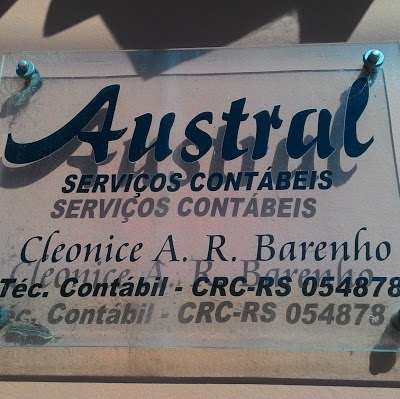 Austral
SERVIÇOS CONTÁBEIS
Cleonice A. R. Barenho
Téc. Contábil - CRC-RS 054878